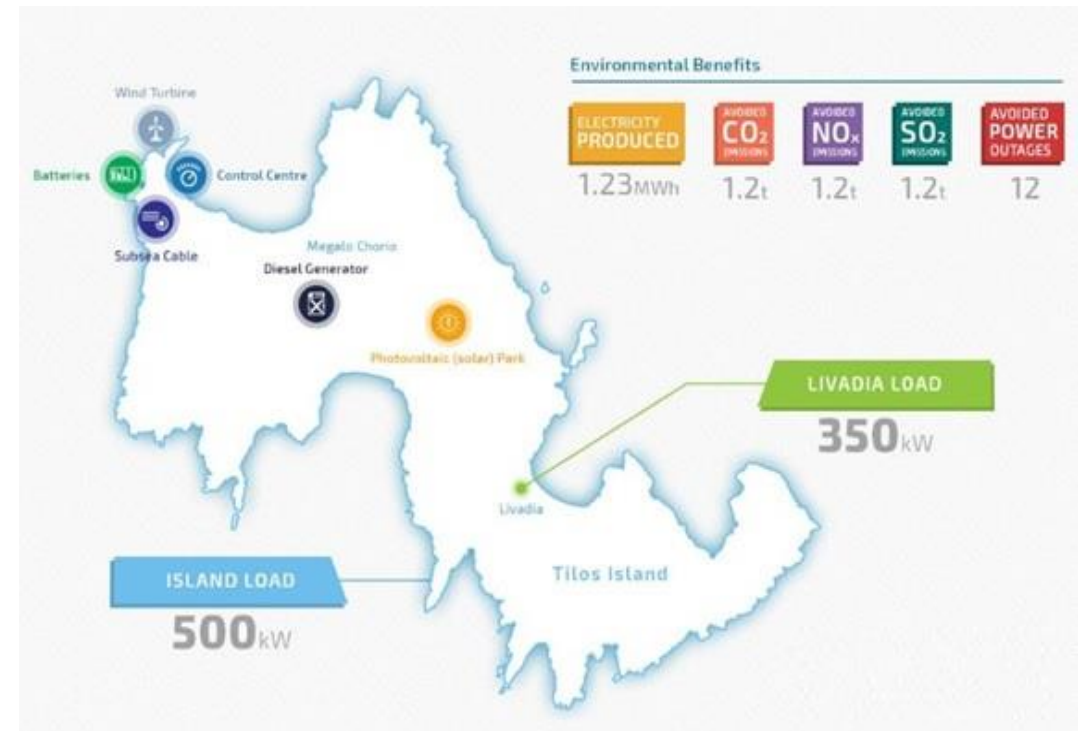 Environmental Benefits
ELECTRICITY
PRODUCED
1.23MWh
AVOIDED
CO2
EMISSIONS
1.2t
AVOIDED
NOx
EMISSIONS
1.2t
AVOIDED
SO2
EMISSIONS
1.2t
AVOIDED
POWER
OUTAGES
12
Wind Turbine
Batteries
Control Centre
Subsea Cable
Megalo Chorio
Diesel Generator
Photovoltaic (solar) Park
LIVADIA LOAD
350kW
Livadia
Tilos Island
ISLAND LOAD
500kW